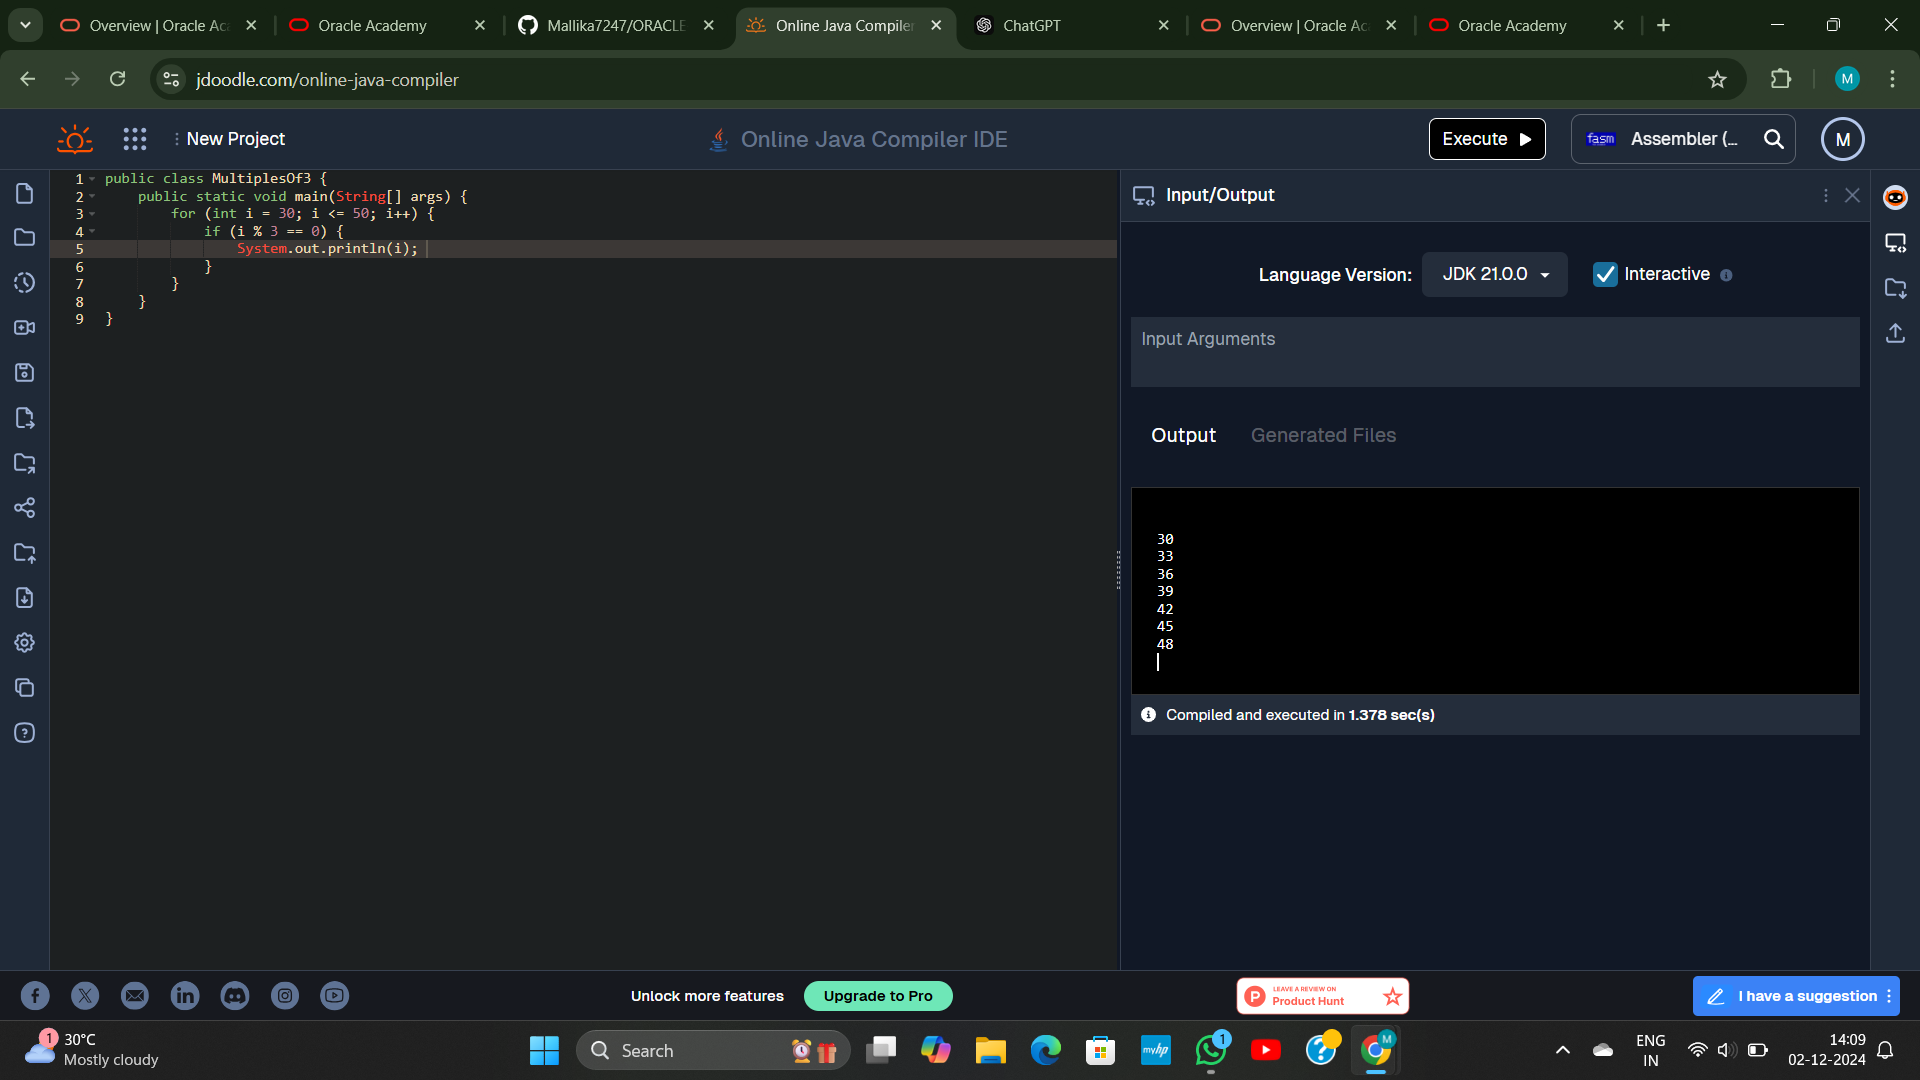 Overview | Oracle Ac
Oracle Academy
Mallika7247/ORACLE
Online Java Compiler
ChatGPT
Overview | Oracle Ac
Oracle Academy
jdoodle.com/online-java-compiler
M
New Project
Online Java Compiler IDE
Execute
fasm
Assembler (...
M
1 public class MultiplesOf3 {
2 public static void main(String[] args) {
3 for (int i = 30; i <= 50; i++) {
4 if (i % 3 == 0) {
5 System.out.println(i);
6 }
7 }
8 }
9 }
Input/Output
Language Version:
JDK 21.0.0
Interactive
Input Arguments
Output
Generated Files
30
33
36
39
42
45
48
Compiled and executed in 1.378 sec(s)
Unlock more features
Upgrade to Pro
P
LEAVE A REVIEW ON
Product Hunt
I have a suggestion
1
30°C
Mostly cloudy
Search
myhp
1
M
ENG
IN
14:09
02-12-2024